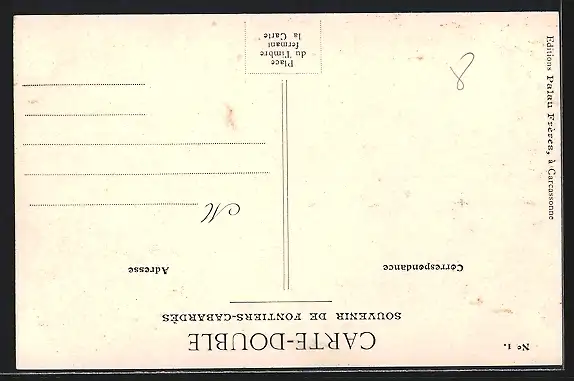 No 1.
CARTE-DOUBLE
SOUVENIR DE FONTIERS-CABARDÈS
Correspondance
Adresse
M
Place
du Timbre
fermant
la Carte
8
Editions Palau Frères, à Carcassonne